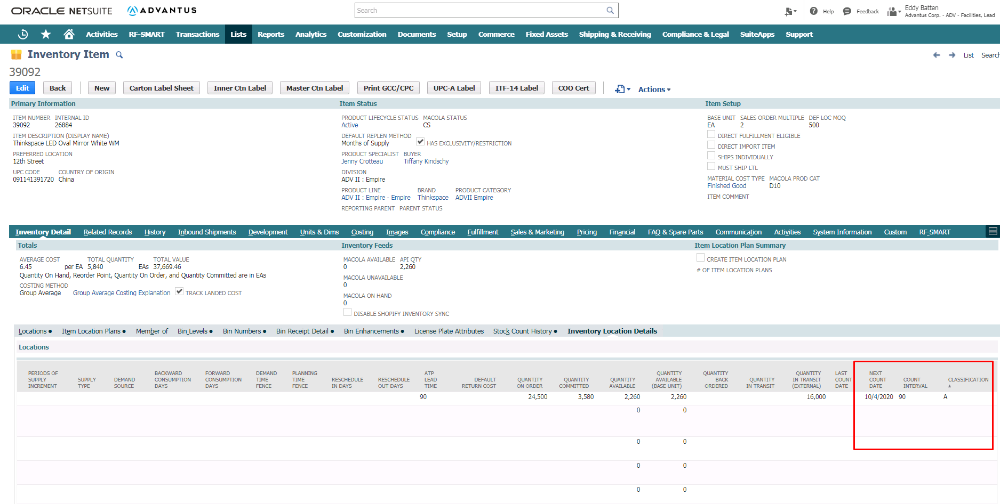 ORACLE NETSUITE ADVANTUS Search Help Feedback Eddy Batten
Advantus Corp. - ADV - Facilities, Lead
Activities RF-SMART Transactions Lists Reports Analytics Customization Documents Setup Commerce Fixed Assets Shipping & Receiving Compliance & Legal SuiteApps Support
Inventory Item List Search
39092
Edit Back New Carton Label Sheet Inner Ctn Label Master Ctn Label Print GCC/CPC UPC-A Label ITF-14 Label COO Cert Actions
Primary Information
ITEM NUMBER INTERNAL ID
39092 26884
ITEM DESCRIPTION (DISPLAY NAME)
Thinkspace LED Oval Mirror White WM
PREFERRED LOCATION
12th Street
UPC CODE COUNTRY OF ORIGIN
091141391720 China
Item Status
PRODUCT LIFECYCLE STATUS MACOLA STATUS
Active CS
DEFAULT REPLEN METHOD
Months of Supply HAS EXCLUSIVITY/RESTRICTION
PRODUCT SPECIALIST BUYER
Jenny Crotteau Tiffany Kindschy
DIVISION
ADV II : Empire
PRODUCT LINE BRAND PRODUCT CATEGORY
ADV II : Empire - Empire Thinkspace ADVII Empire
REPORTING PARENT PARENT STATUS
Item Setup
BASE UNIT SALES ORDER MULTIPLE DEF LOC MOQ
EA 2 500
DIRECT FULFILLMENT ELIGIBLE
DIRECT IMPORT ITEM
SHIPS INDIVIDUALLY
MUST SHIP LTL
MATERIAL COST TYPE MACOLA PROD CAT
Finished Good D10
ITEM COMMENT
Inventory Detail Related Records History Inbound Shipments Development Units & Dims Costing Images Compliance Fulfillment Sales & Marketing Pricing Financial FAQ & Spare Parts Communication Activities System Information Custom RF-SMART
Totals
AVERAGE COST TOTAL QUANTITY TOTAL VALUE
6.45 per EA 5,840 EAs 37,669.46
Quantity On Hand, Reorder Point, Quantity On Order, and Quantity Committed are in EAs
COSTING METHOD
Group Average Group Average Costing Explanation TRACK LANDED COST
Inventory Feeds
MACOLA AVAILABLE API QTY
0 2,260
MACOLA UNAVAILABLE
0
MACOLA ON HAND
0
DISABLE SHOPIFY INVENTORY SYNC
Item Location Plan Summary
CREATE ITEM LOCATION PLAN
# OF ITEM LOCATION PLANS
Locations • Item Location Plans • Member of Bin Levels • Bin Numbers • Bin Receipt Detail • Bin Enhancements • License Plate Attributes Stock Count History • Inventory Location Details
Locations
PERIODS OF SUPPLY INCREMENT SUPPLY TYPE DEMAND SOURCE BACKWARD CONSUMPTION DAYS FORWARD CONSUMPTION DAYS DEMAND TIME FENCE PLANNING TIME FENCE RESCHEDULE IN DAYS RESCHEDULE OUT DAYS ATP LEAD TIME DEFAULT RETURN COST QUANTITY ON ORDER QUANTITY COMMITTED QUANTITY AVAILABLE QUANTITY AVAILABLE (BASE UNIT) QUANTITY BACK ORDERED QUANTITY IN TRANSIT QUANTITY IN TRANSIT (EXTERNAL) LAST COUNT DATE NEXT COUNT DATE COUNT INTERVAL CLASSIFICATION
90 24,500 3,580 2,260 2,260 16,000 10/4/2020 90 A
0 0
0 0
0 0
0 0